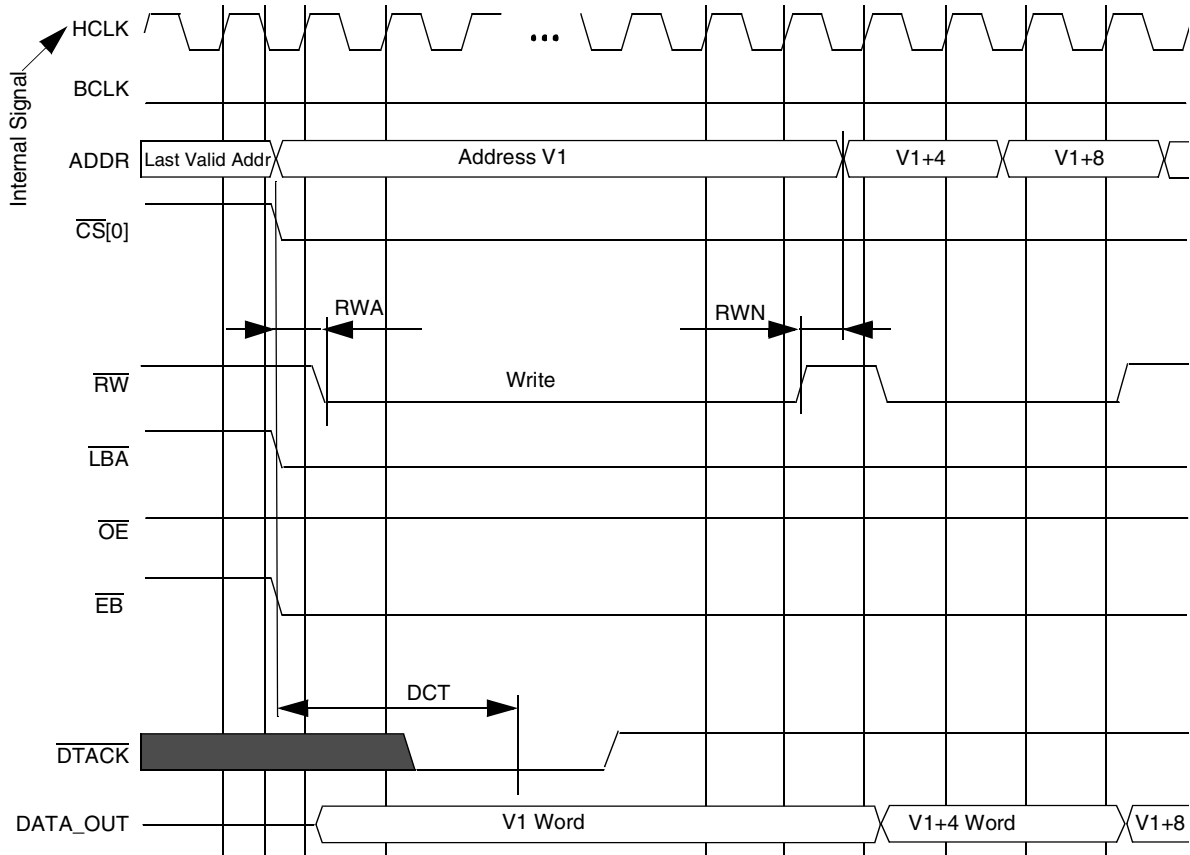 HCLK
...
Internal Signal
BCLK
ADDR Last Valid Addr Address V1 V1+4 V1+8
CS[0]
RWA RWN
RW Write
LBA
OE
EB
DCT
DTACK
DATA_OUT V1 Word V1+4 Word V1+8